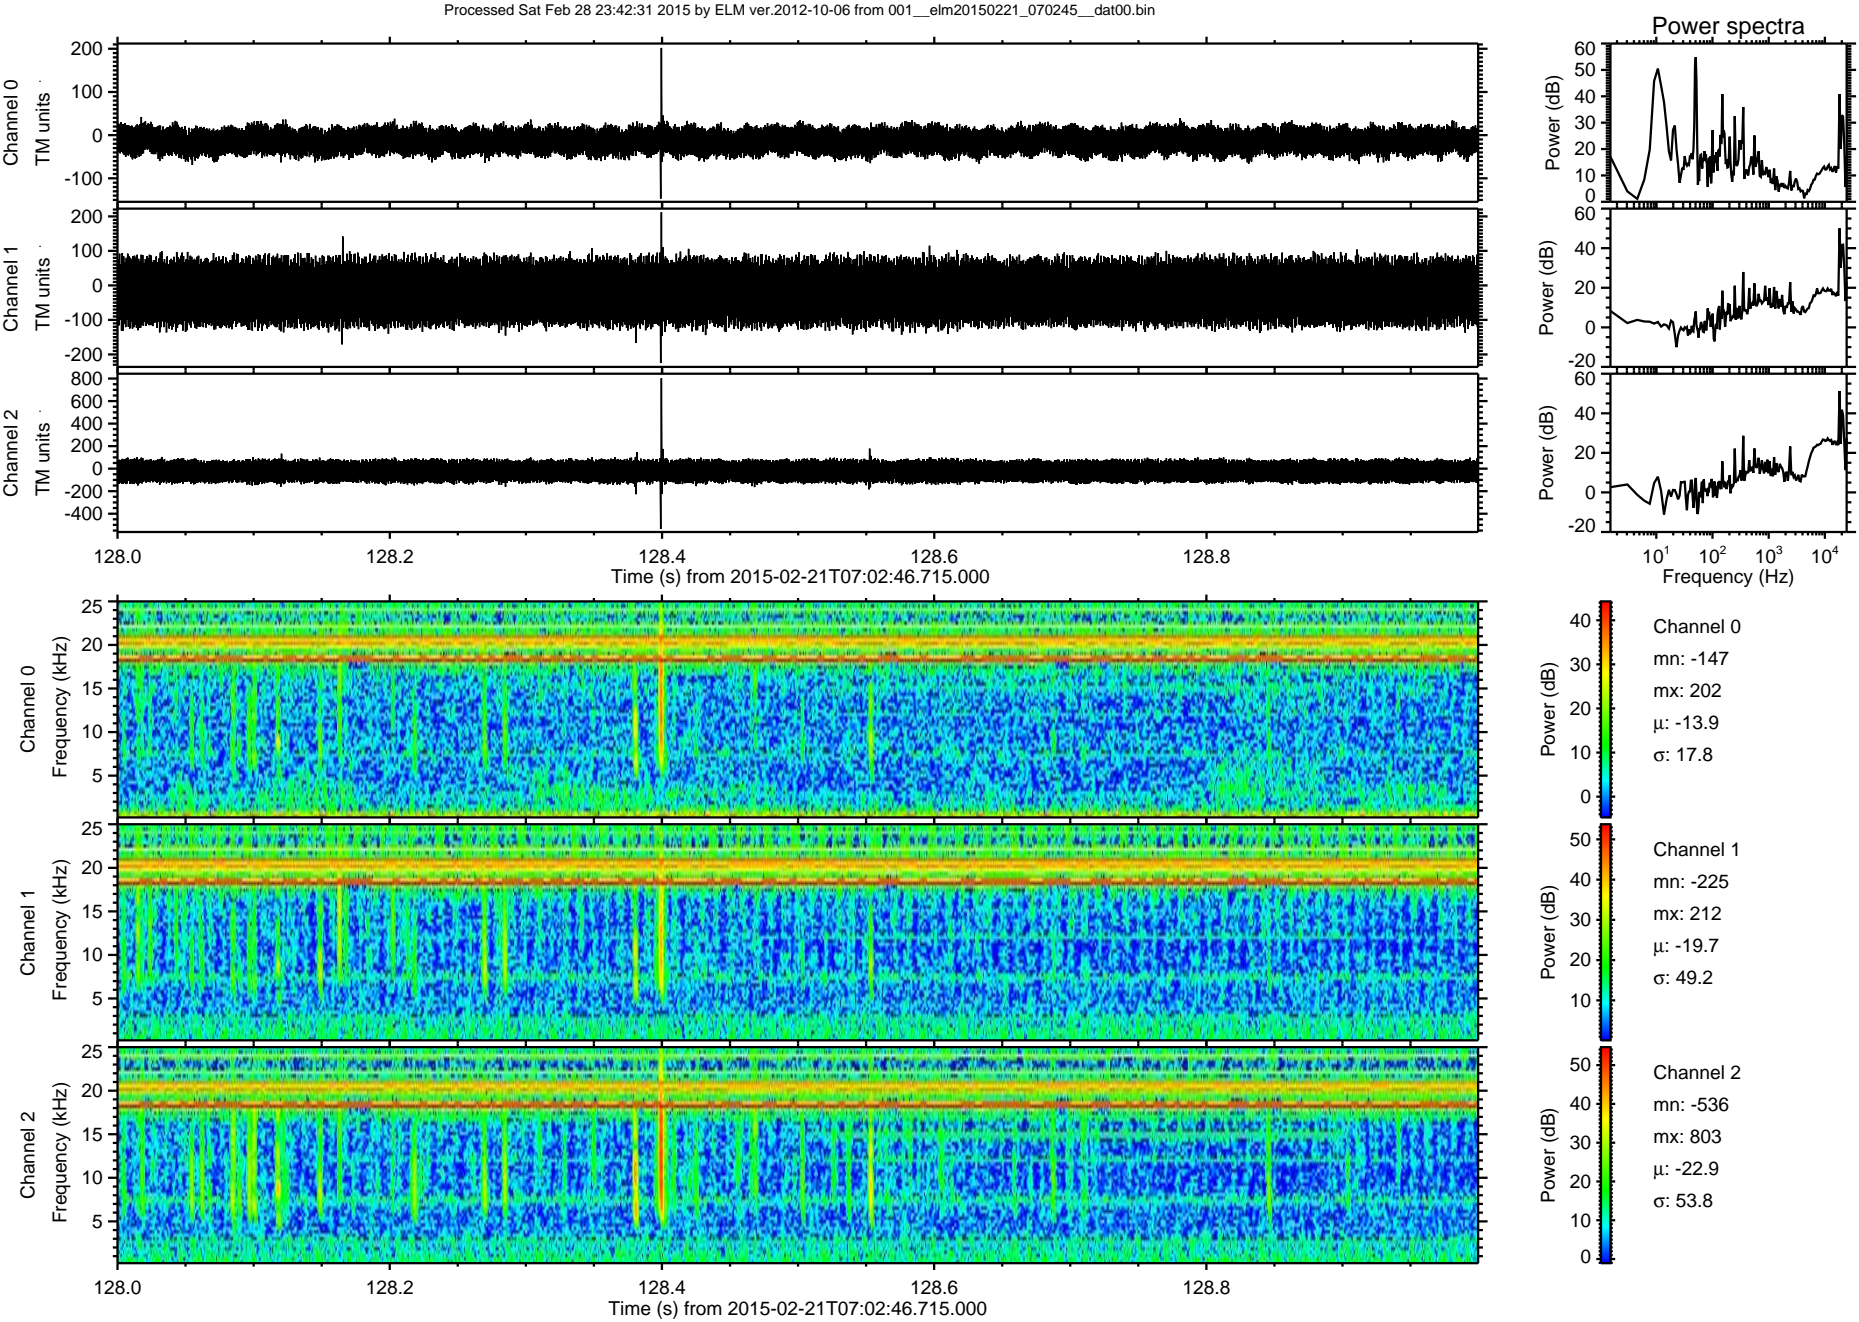 Processed Sat Feb 28 23:42:31 2015 by ELM ver.2012-10-06 from 001__elm20150221_070245__dat00.bin
Power spectra
Channel 0
TM units
200
100
0
-100
Power (dB)
60
50
40
30
20
10
0
Channel 1
TM units
200
100
0
-100
-200
Power (dB)
60
40
20
0
-20
Channel 2
TM units
800
600
400
200
0
-200
-400
Power (dB)
60
40
20
0
-20
128.0 128.2 128.4 128.6 128.8
Time (s) from 2015-02-21T07:02:46.715.000
10^1 10^2 10^3 10^4
Frequency (Hz)
Channel 0
Frequency (kHz)
25
20
15
10
5
Power (dB)
40
30
20
10
0
Channel 0
mn: -147
mx: 202
μ: -13.9
σ: 17.8
Channel 1
Frequency (kHz)
25
20
15
10
5
Power (dB)
50
40
30
20
10
Channel 1
mn: -225
mx: 212
μ: -19.7
σ: 49.2
Channel 2
Frequency (kHz)
25
20
15
10
5
Power (dB)
50
40
30
20
10
0
Channel 2
mn: -536
mx: 803
μ: -22.9
σ: 53.8
128.0 128.2 128.4 128.6 128.8
Time (s) from 2015-02-21T07:02:46.715.000